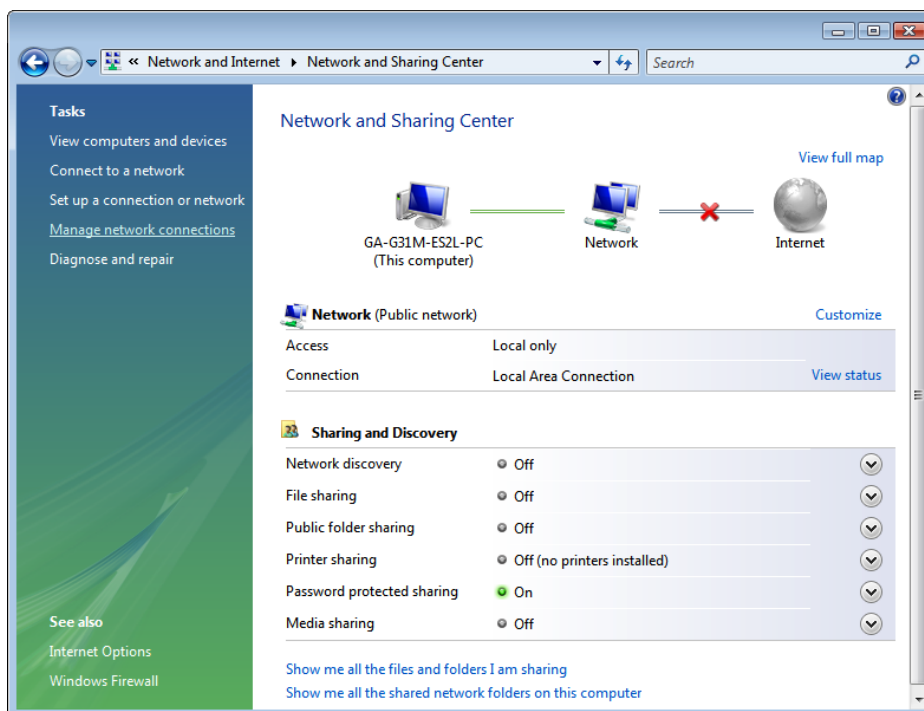 « Network and Internet ▸ Network and Sharing Center
Search
Tasks
View computers and devices
Connect to a network
Set up a connection or network
Manage network connections
Diagnose and repair
Network and Sharing Center
View full map
GA-G31M-ES2L-PC
(This computer)
Network
Internet
Network (Public network)
Customize
Access Local only
Connection Local Area Connection View status
Sharing and Discovery
Network discovery Off
File sharing Off
Public folder sharing Off
Printer sharing Off (no printers installed)
Password protected sharing On
Media sharing Off
Show me all the files and folders I am sharing
Show me all the shared network folders on this computer
See also
Internet Options
Windows Firewall